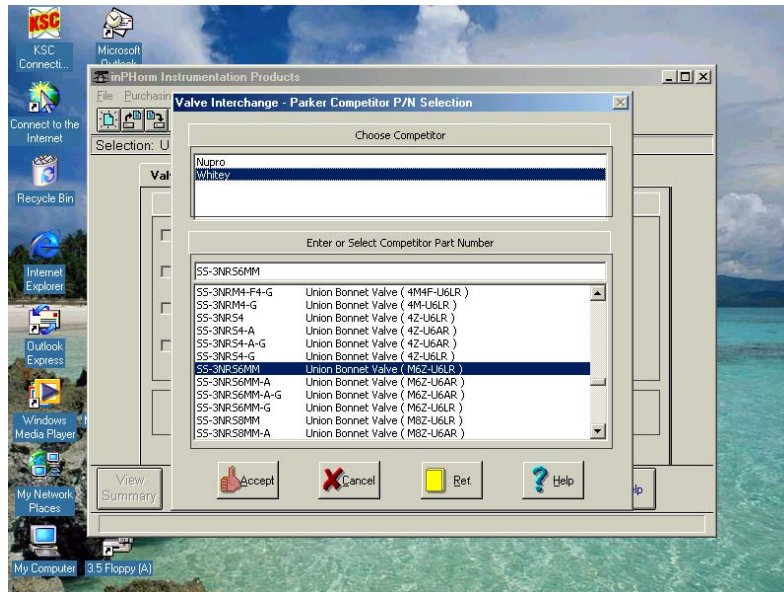 KSC
KSC
Connecti...
Microsoft
Outlook
Connect to the
Internet
Recycle Bin
Internet
Explorer
Outlook
Express
Windows
Media Player
My Network
Places
My Computer
3.5 Floppy (A)
inPHorm Instrumentation Products
File Purchasin
Selection: U
Val
Valve Interchange - Parker Competitor P/N Selection
Choose Competitor
Nupro
Whitey
Enter or Select Competitor Part Number
SS-3NRS6MM
SS-3NRM4-F4-G Union Bonnet Valve ( 4M4F-U6LR )
SS-3NRM4-G Union Bonnet Valve ( 4M-U6LR )
SS-3NRS4 Union Bonnet Valve ( 4Z-U6LR )
SS-3NRS4-A Union Bonnet Valve ( 4Z-U6AR )
SS-3NRS4-A-G Union Bonnet Valve ( 4Z-U6AR )
SS-3NRS4-G Union Bonnet Valve ( 4Z-U6LR )
SS-3NRS6MM Union Bonnet Valve ( M6Z-U6LR )
SS-3NRS6MM-A Union Bonnet Valve ( M6Z-U6AR )
SS-3NRS6MM-A-G Union Bonnet Valve ( M6Z-U6AR )
SS-3NRS6MM-G Union Bonnet Valve ( M6Z-U6LR )
SS-3NRS8MM Union Bonnet Valve ( M8Z-U6LR )
SS-3NRS8MM-A Union Bonnet Valve ( M8Z-U6AR )
Accept Cancel Ref. Help
View
Summary
lp